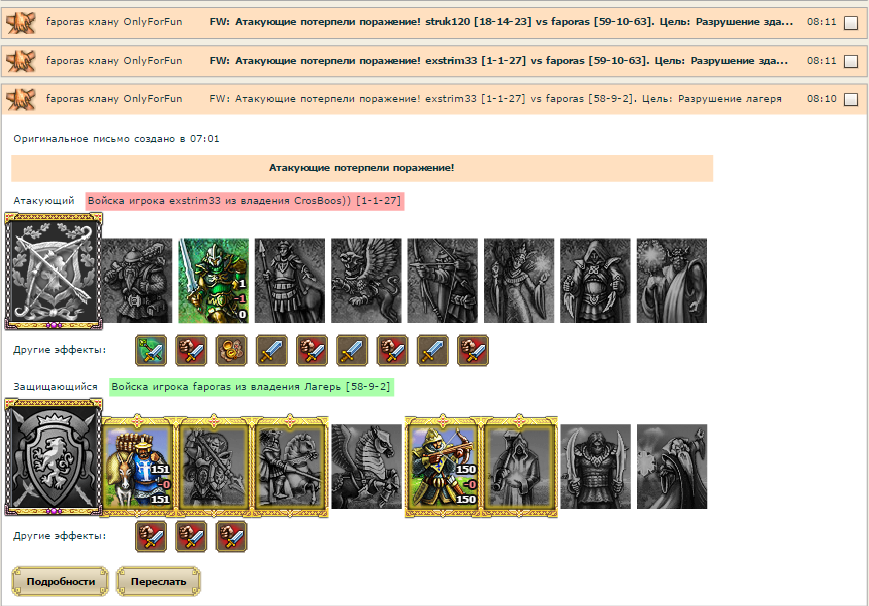 faporas клану OnlyForFun FW: Атакующие потерпели поражение! struk120 [18-14-23] vs faporas [59-10-63]. Цель: Разрушение зда... 08:11
faporas клану OnlyForFun FW: Атакующие потерпели поражение! exstrim33 [1-1-27] vs faporas [59-10-63]. Цель: Разрушение зда... 08:11
faporas клану OnlyForFun FW: Атакующие потерпели поражение! exstrim33 [1-1-27] vs faporas [58-9-2]. Цель: Разрушение лагеря 08:10
Оригинальное письмо создано в 07:01
Атакующие потерпели поражение!
Атакующий Войска игрока exstrim33 из владения CrosBoos)) [1-1-27]
1
-1
0
Другие эффекты:
Защищающийся Войска игрока faporas из владения Лагерь [58-9-2]
151 150
-0 -0
151 150
Другие эффекты:
Подробности Переслать